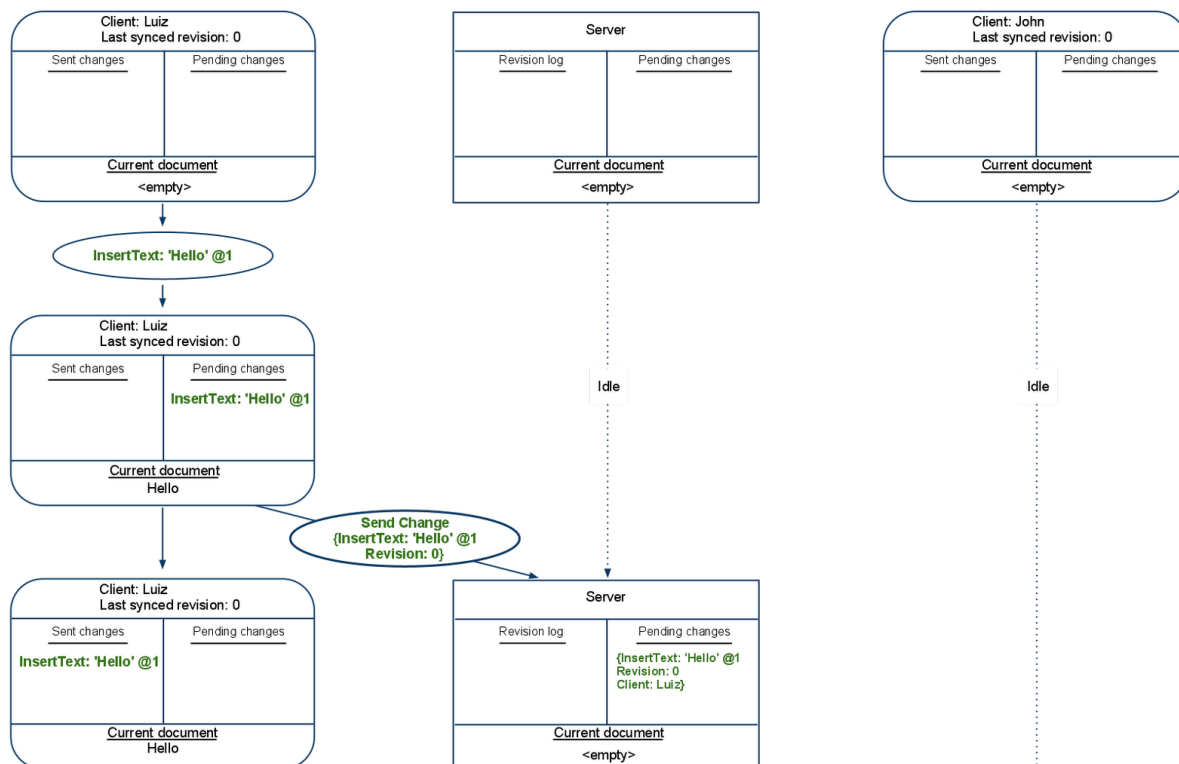 Client: Luiz
Last synced revision: 0
Sent changes
Pending changes
Current document
<empty>
Server
Revision log
Pending changes
Current document
<empty>
Client: John
Last synced revision: 0
Sent changes
Pending changes
Current document
<empty>
InsertText: 'Hello' @1
Client: Luiz
Last synced revision: 0
Sent changes
Pending changes
InsertText: 'Hello' @1
Current document
Hello
Idle
Idle
Send Change
{InsertText: 'Hello' @1
Revision: 0}
Client: Luiz
Last synced revision: 0
Sent changes
Pending changes
InsertText: 'Hello' @1
Current document
Hello
Server
Revision log
Pending changes
{InsertText: 'Hello' @1
Revision: 0
Client: Luiz}
Current document
<empty>